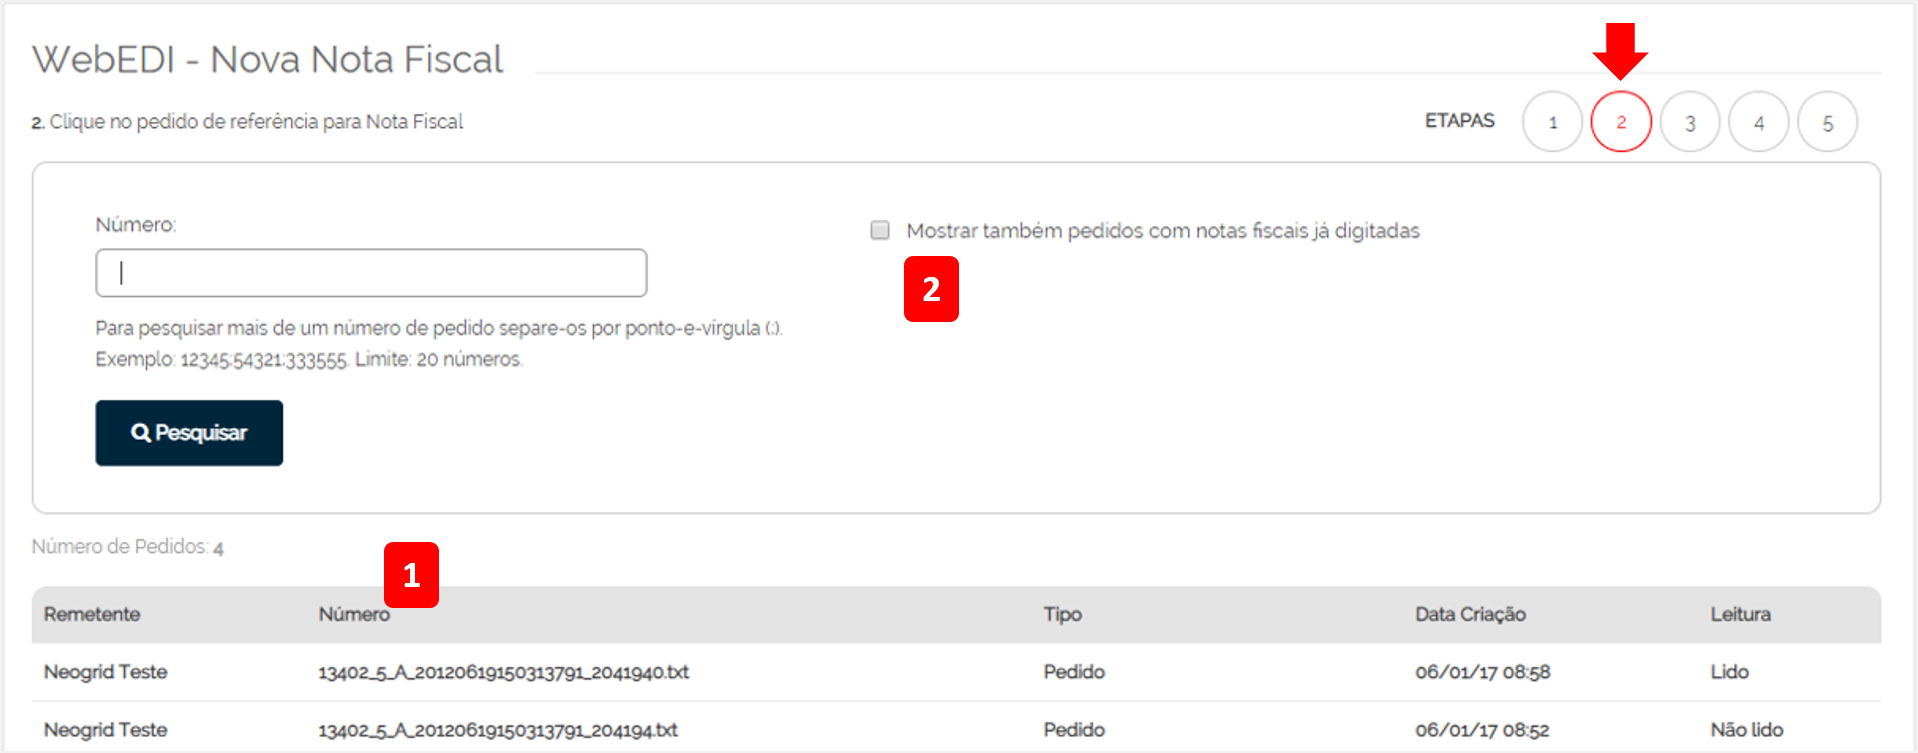 WebEDI - Nova Nota Fiscal
2. Clique no pedido de referência para Nota Fiscal
ETAPAS 1 2 3 4 5
Número:
Mostrar também pedidos com notas fiscais já digitadas
2
Para pesquisar mais de um número de pedido separe-os por ponto-e-vírgula (;).
Exemplo: 12345;54321;333555. Limite: 20 números.
Pesquisar
Número de Pedidos: 4
1
Remetente Número Tipo Data Criação Leitura
Neogrid Teste 13402_5_A_20120619150313791_2041940.txt Pedido 06/01/17 08:58 Lido
Neogrid Teste 13402_5_A_20120619150313791_204194.txt Pedido 06/01/17 08:52 Não lido